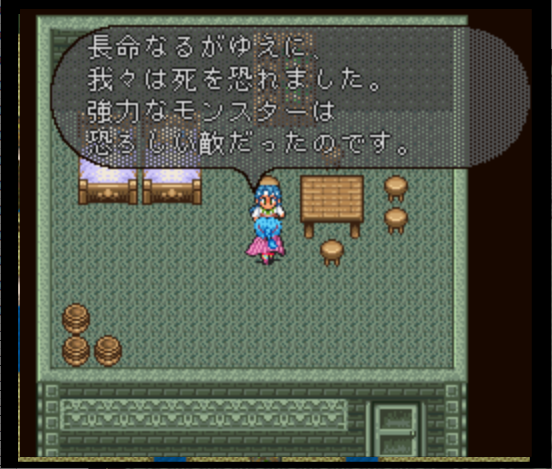 長命なるがゆえに、
我々は死を恐れました。
強力なモンスターは
恐ろしい敵だったのです。